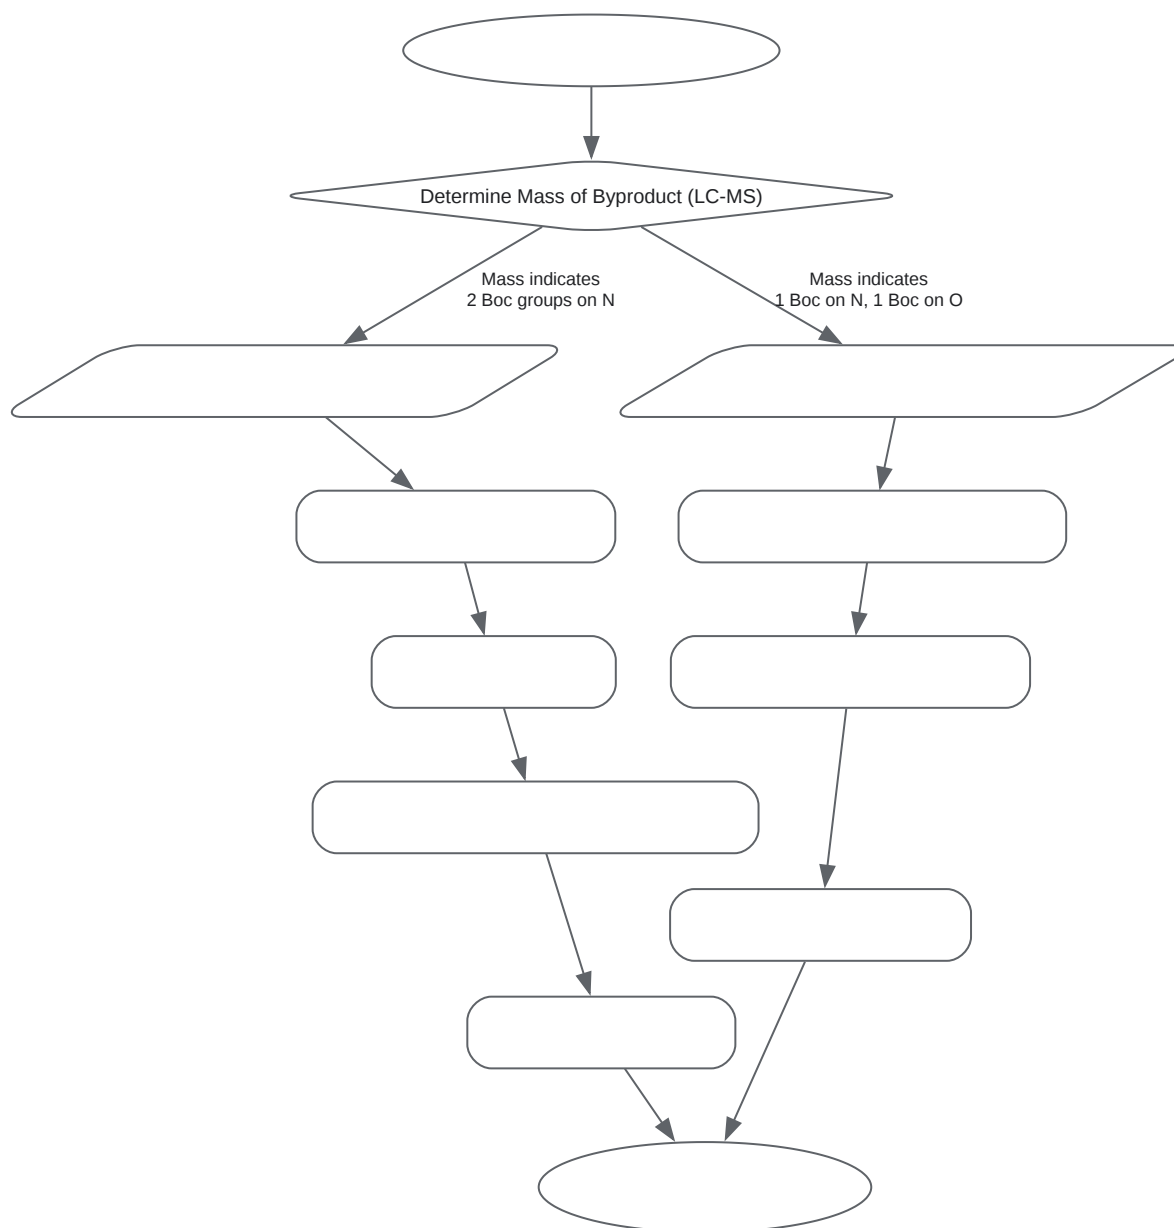 Determine Mass of Byproduct (LC-MS)
Mass indicates
2 Boc groups on N
Mass indicates
1 Boc on N, 1 Boc on O